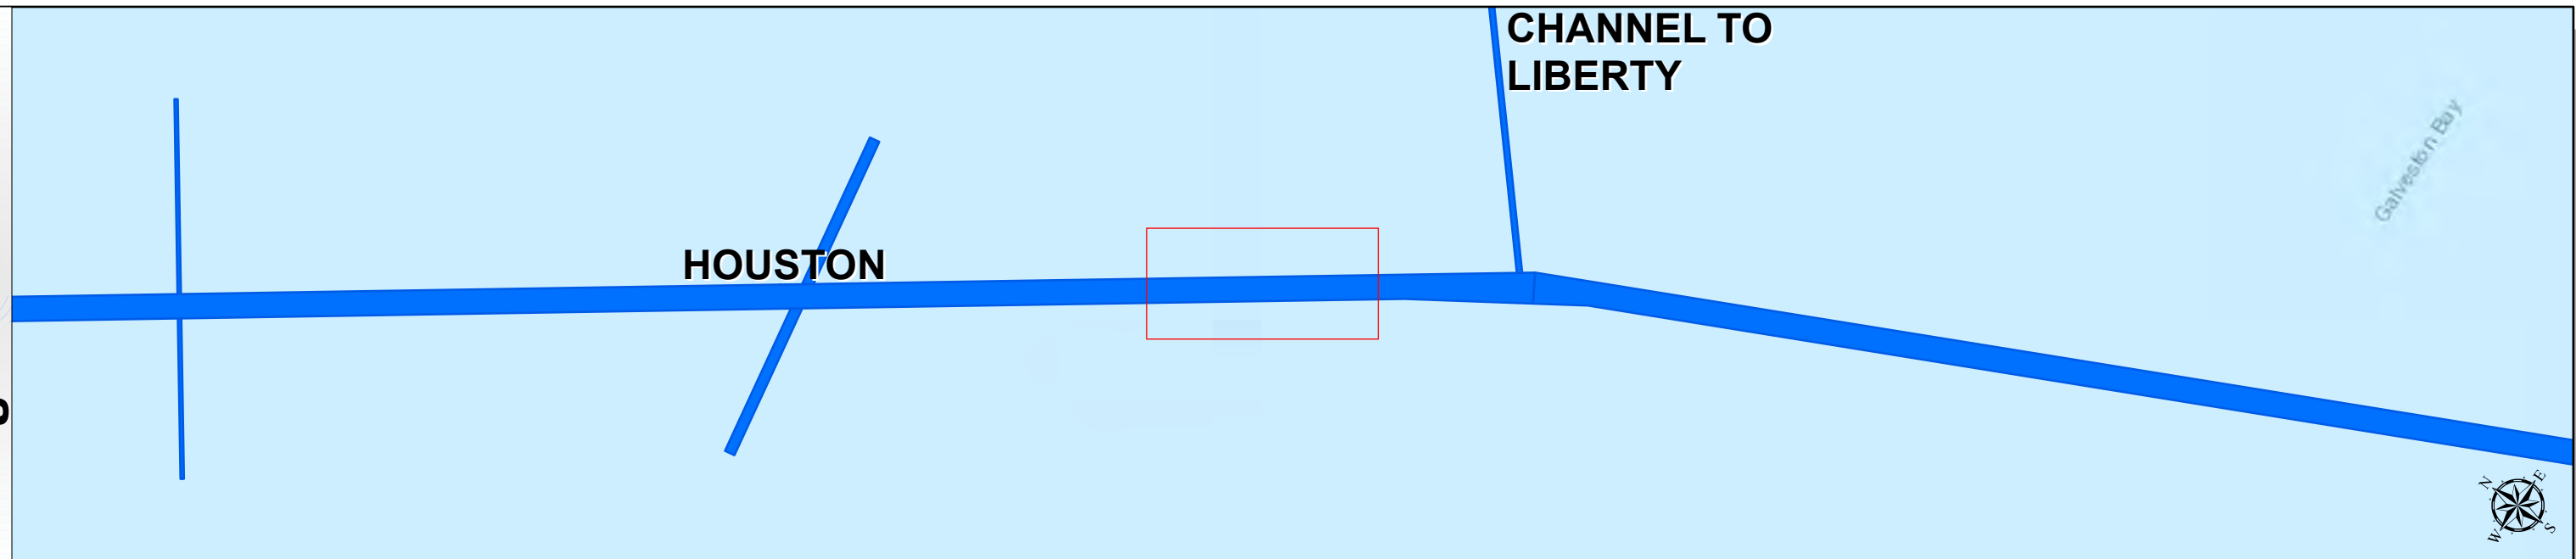 CHANNEL TO
LIBERTY
Galveston Bay
HOUSTON
N
E
W
S